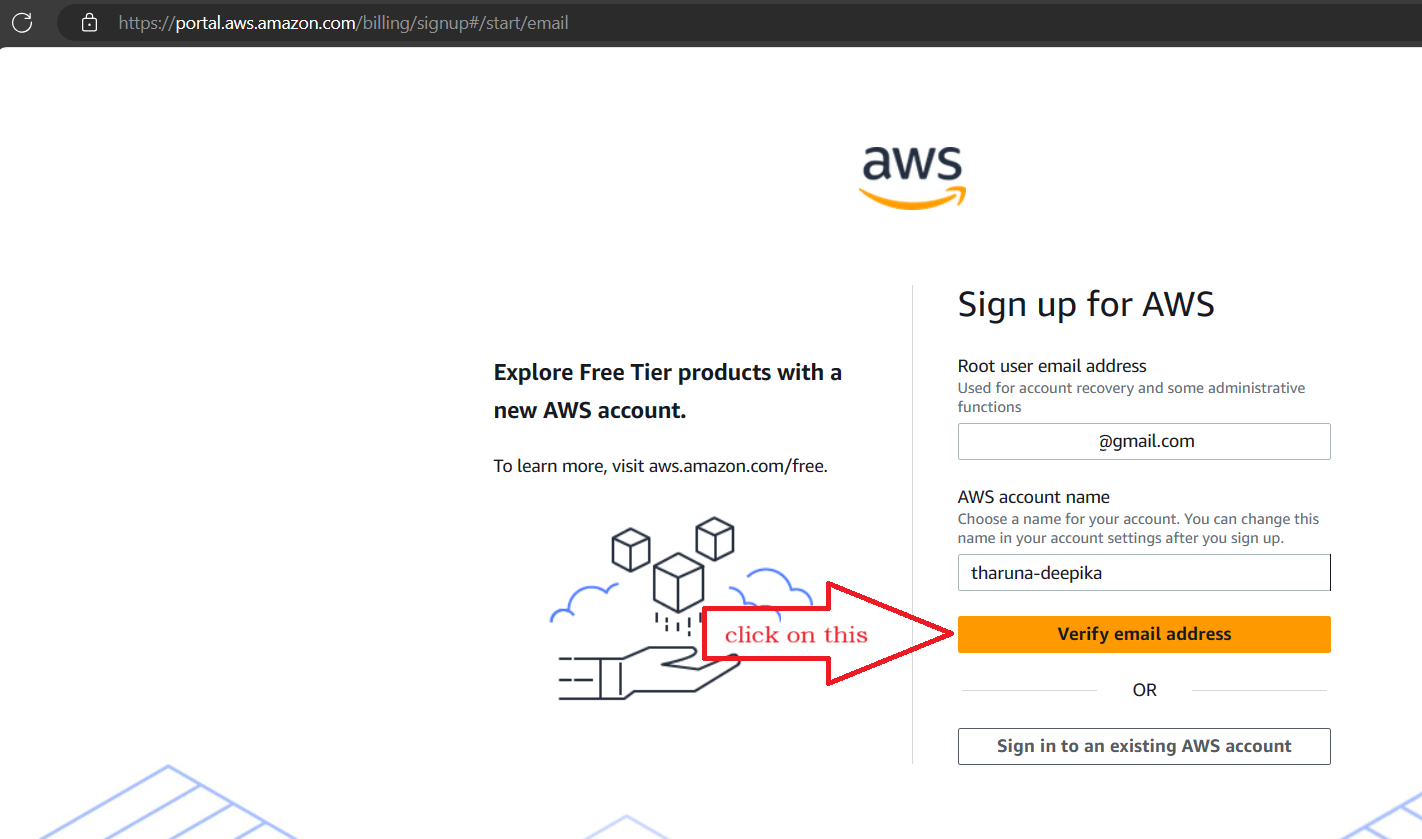 https://portal.aws.amazon.com/billing/signup#/start/email
aws
Sign up for AWS
Explore Free Tier products with a
new AWS account.
To learn more, visit aws.amazon.com/free.
Root user email address
Used for account recovery and some administrative
functions
@gmail.com
AWS account name
Choose a name for your account. You can change this
name in your account settings after you sign up.
tharuna-deepika
click on this
Verify email address
OR
Sign in to an existing AWS account